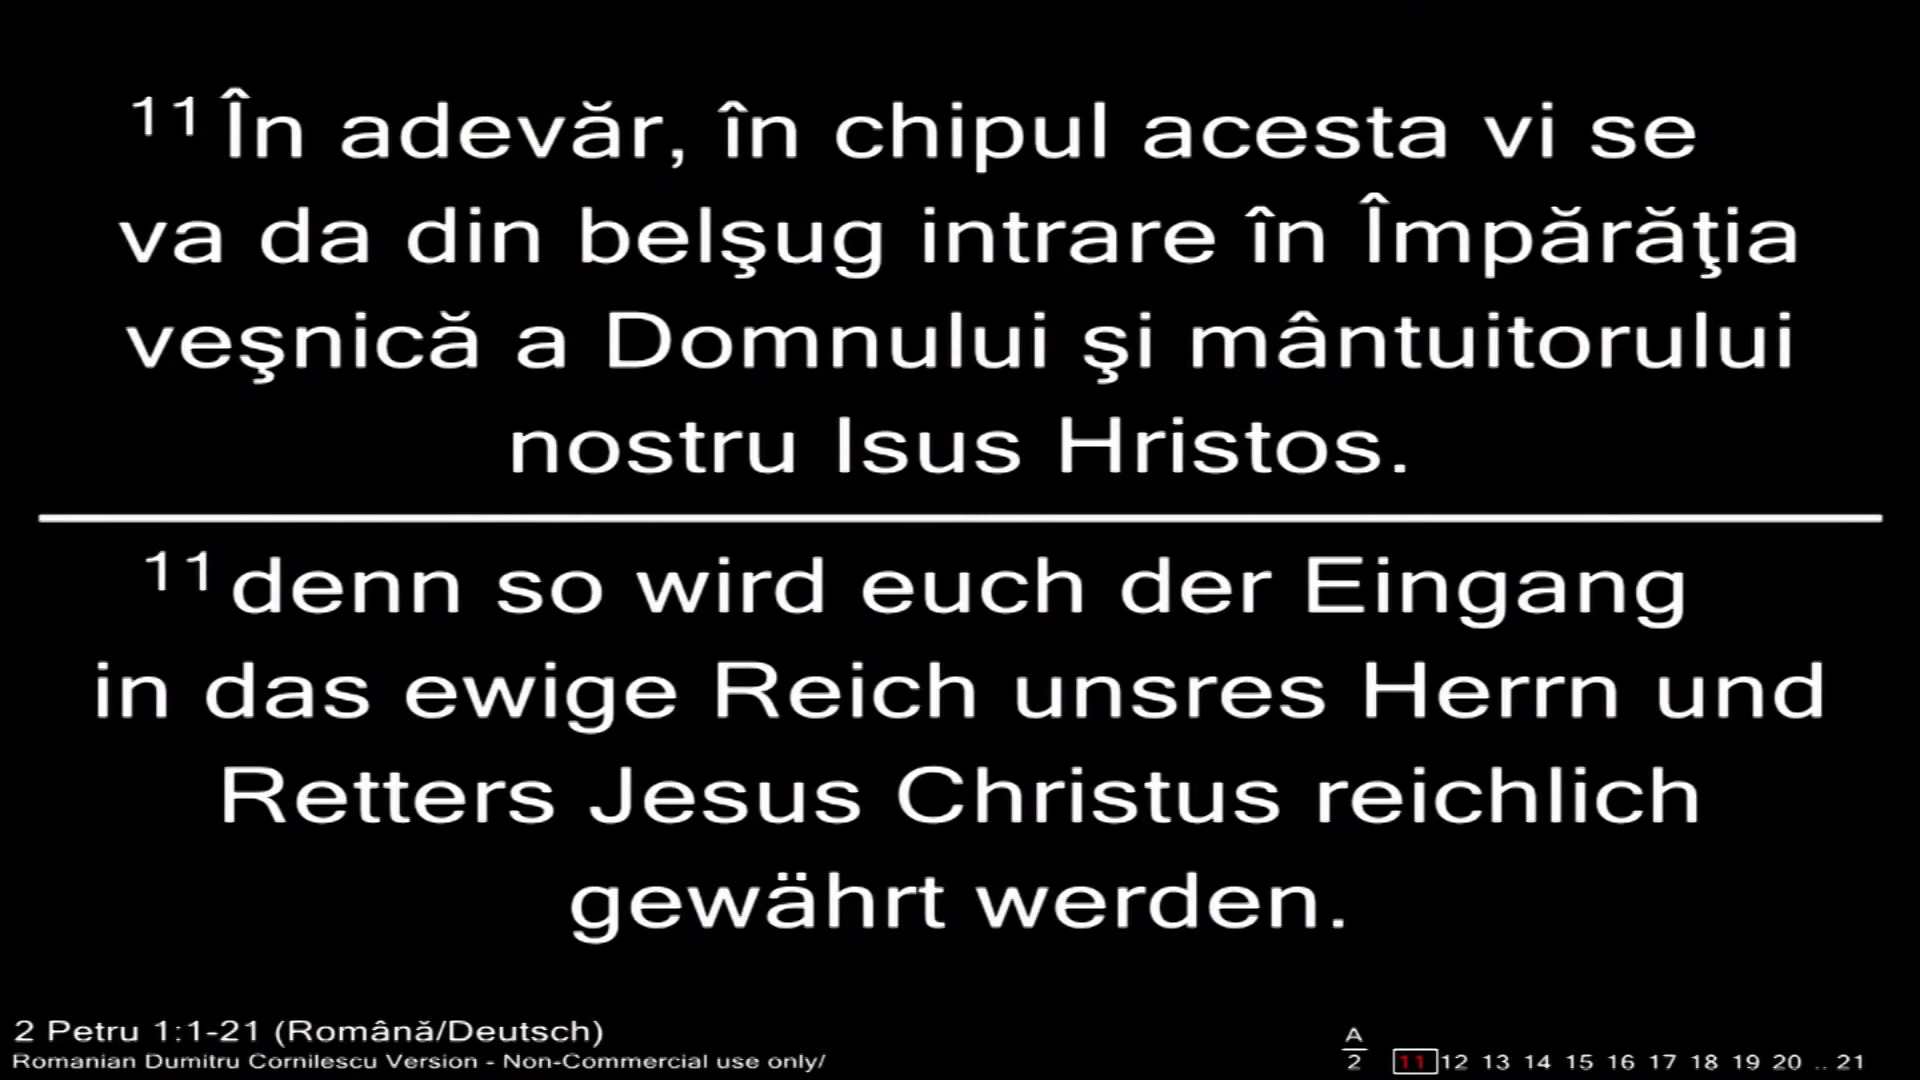 11 În adevăr, în chipul acesta vi se
va da din belşug intrare în Împărăţia
veşnică a Domnului şi mântuitorului
nostru Isus Hristos.
11 denn so wird euch der Eingang
in das ewige Reich unsres Herrn und
Retters Jesus Christus reichlich
gewährt werden.
2 Petru 1:1-21 (Română/Deutsch)
Romanian Dumitru Cornilescu Version - Non-Commercial use only/
A
2 11 12 13 14 15 16 17 18 19 20 .. 21